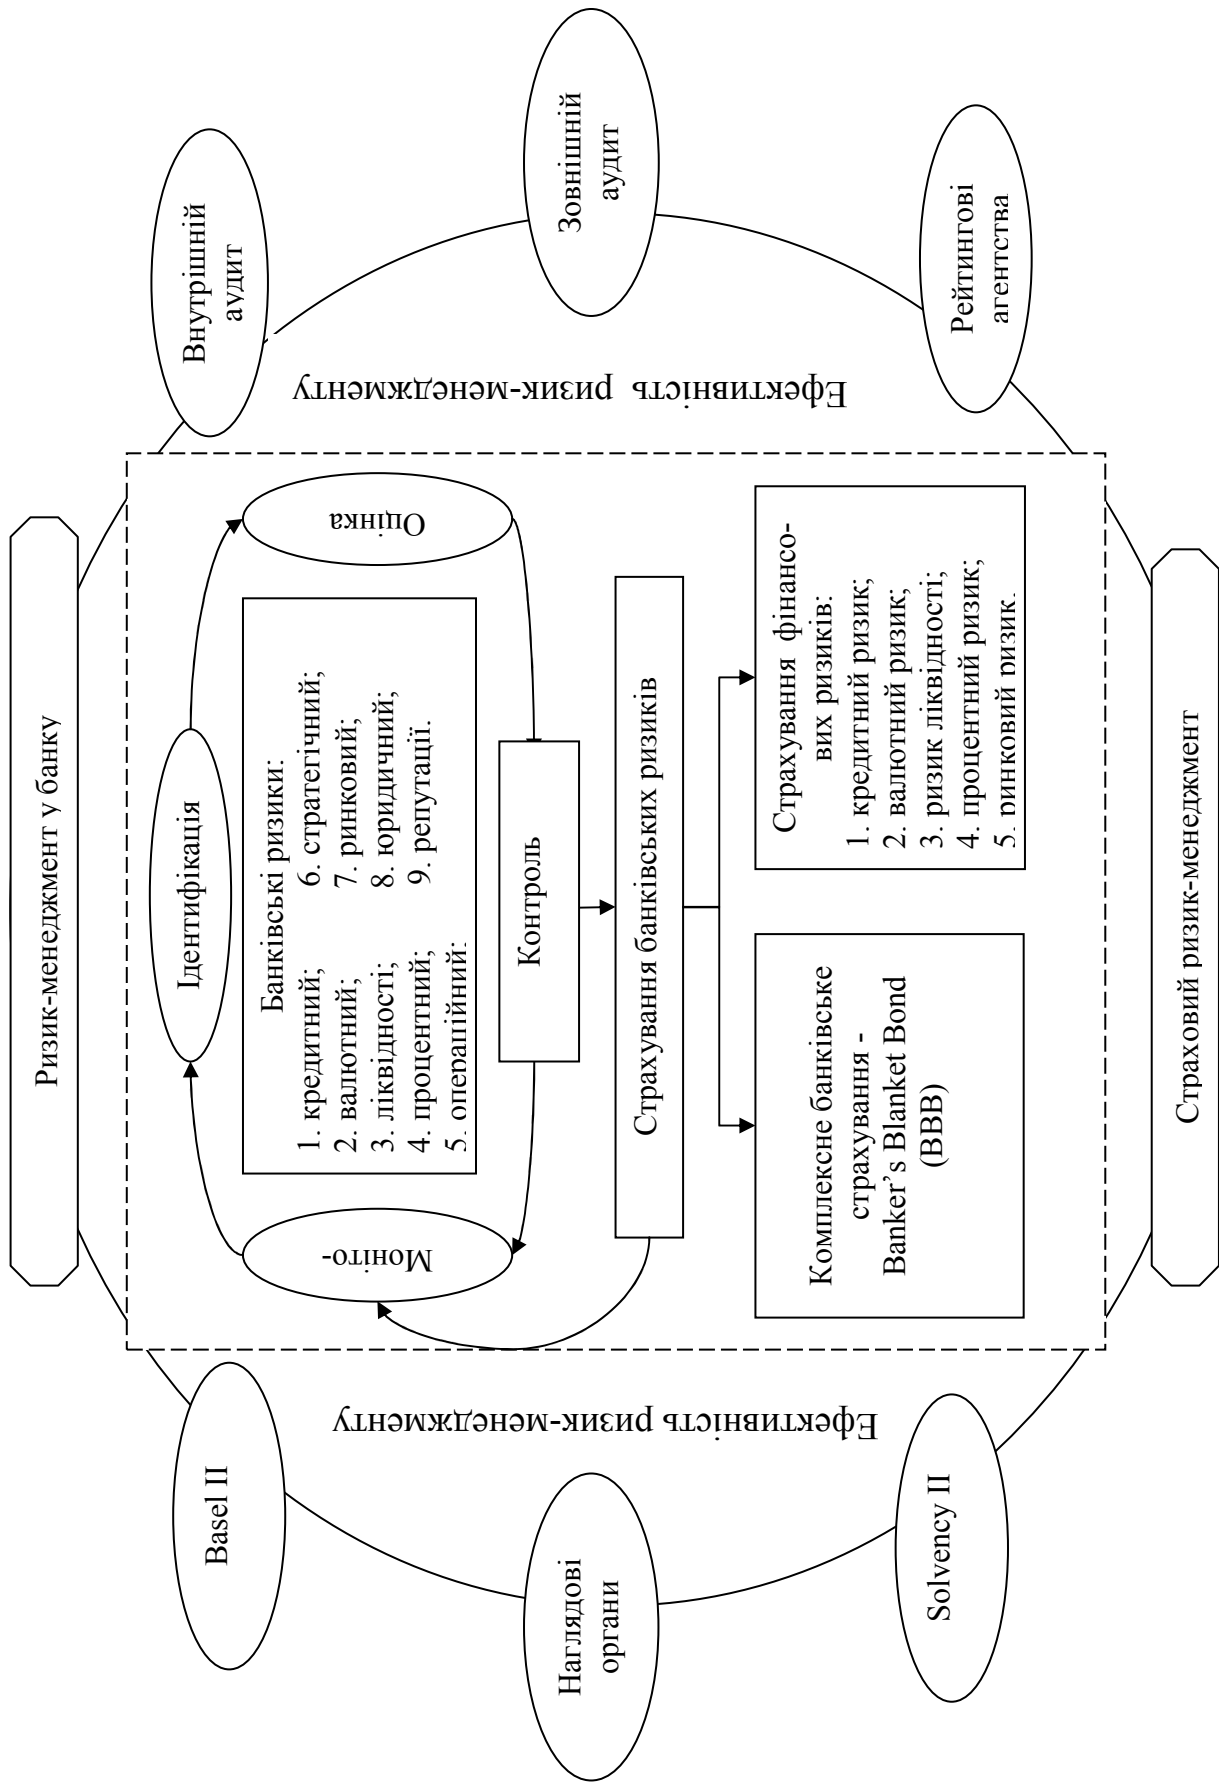 Ризик-менеджмент у банку
Basel II
Внутрішній
аудит
Наглядові
органи
Зовнішній
аудит
Solvency II
Рейтингові
агентства
Ефективність ризик-менеджменту
Ефективність ризик-менеджменту
Ідентифікація
Моніто-
Оцінка
Банківські ризики:
1. кредитний; 6. стратегічний;
2. валютний; 7. ринковий;
3. ліквідності; 8. юридичний;
4. процентний; 9. репутації.
5. операційний:
Контроль
Страхування банківських ризиків
Комплексне банківське
страхування -
Banker's Blanket Bond
(BBB)
Страхування фінансо-
вих ризиків:
1. кредитний ризик;
2. валютний ризик;
3. ризик ліквідності;
4. процентний ризик;
5. ринковий ризик.
Страховий ризик-менеджмент